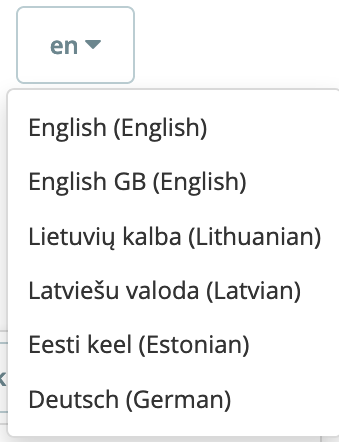 en
English (English)
English GB (English)
Lietuvių kalba (Lithuanian)
Latviešu valoda (Latvian)
Eesti keel (Estonian)
Deutsch (German)